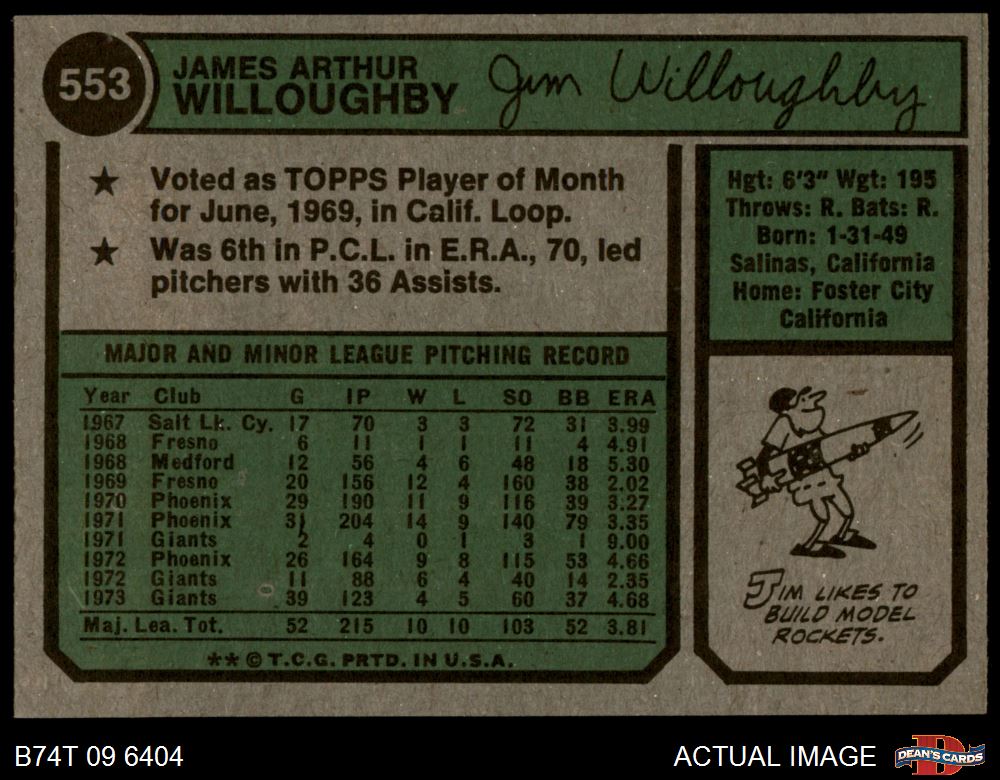 553
JAMES ARTHUR
WILLOUGHBY
Jim Willoughby
★ Voted as TOPPS Player of Month
for June, 1969, in Calif. Loop.
★ Was 6th in P.C.L. in E.R.A., 70, led
pitchers with 36 Assists.
Hgt: 6'3" Wgt: 195
Throws: R. Bats: R.
Born: 1-31-49
Salinas, California
Home: Foster City
California
MAJOR AND MINOR LEAGUE PITCHING RECORD
Year Club G IP W L SO BB ERA
1967 Salt Lk. Cy. 17 70 3 3 72 31 3.99
1968 Fresno 6 11 1 1 11 4 4.91
1968 Medford 12 56 4 6 48 18 5.30
1969 Fresno 20 156 12 4 160 38 2.02
1970 Phoenix 29 190 11 9 116 39 3.27
1971 Phoenix 31 204 14 9 140 79 3.35
1971 Giants 2 4 0 1 3 1 9.00
1972 Phoenix 26 164 9 8 115 53 4.66
1972 Giants 11 88 6 4 40 14 2.35
1973 Giants 39 123 4 5 60 37 4.68
Maj. Lea. Tot. 52 215 10 10 103 52 3.81
** © T.C.G. PRTD. IN U.S.A.
JIM LIKES TO
BUILD MODEL
ROCKETS.
B74T 09 6404
ACTUAL IMAGE
DEAN'S CARDS